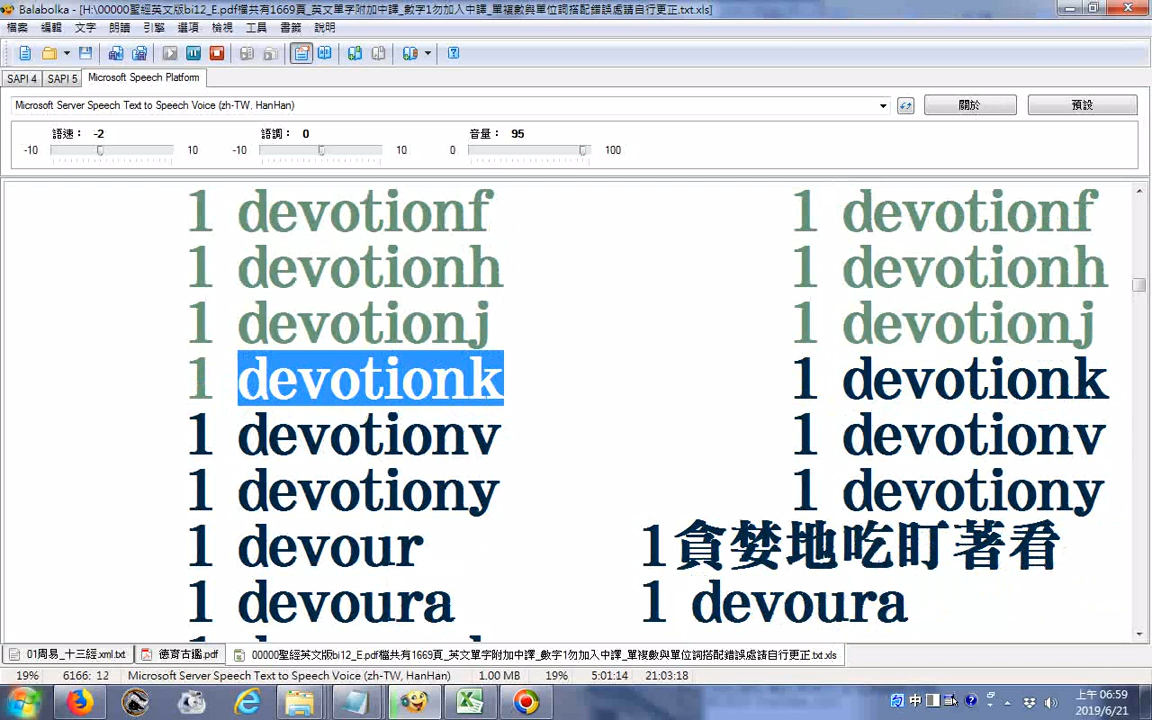 Balabolka - [H:\00000聖經英文版bi12_E.pdf檔共有1669頁_英文單字附加中譯_數字1勿加入中譯_單複數與單位詞搭配錯誤處請自行更正.txt.xls]
檔案 編輯 文字 朗讀 引擎 選項 檢視 工具 書籤 說明
SAPI 4 SAPI 5 Microsoft Speech Platform
Microsoft Server Speech Text to Speech Voice (zh-TW, HanHan) 關於 預設
語速： -2 語調： 0 音量： 95
-10 10 -10 10 0 100
1 devotionf 1 devotionf
1 devotionh 1 devotionh
1 devotionj 1 devotionj
1 devotionk 1 devotionk
1 devotionv 1 devotionv
1 devotiony 1 devotiony
1 devour 1貪婪地吃盯著看
1 devoura 1 devoura
01周易_十三經.xml.txt 德育古鑑.pdf 00000聖經英文版bi12_E.pdf檔共有1669頁_英文單字附加中譯_數字1勿加入中譯_單複數與單位詞搭配錯誤處請自行更正.txt.xls
19% 6166: 12 Microsoft Server Speech Text to Speech Voice (zh-TW, HanHan) 1.00 MB 19% 5:01:14 21:03:18
中 上午 06:59
2019/6/21